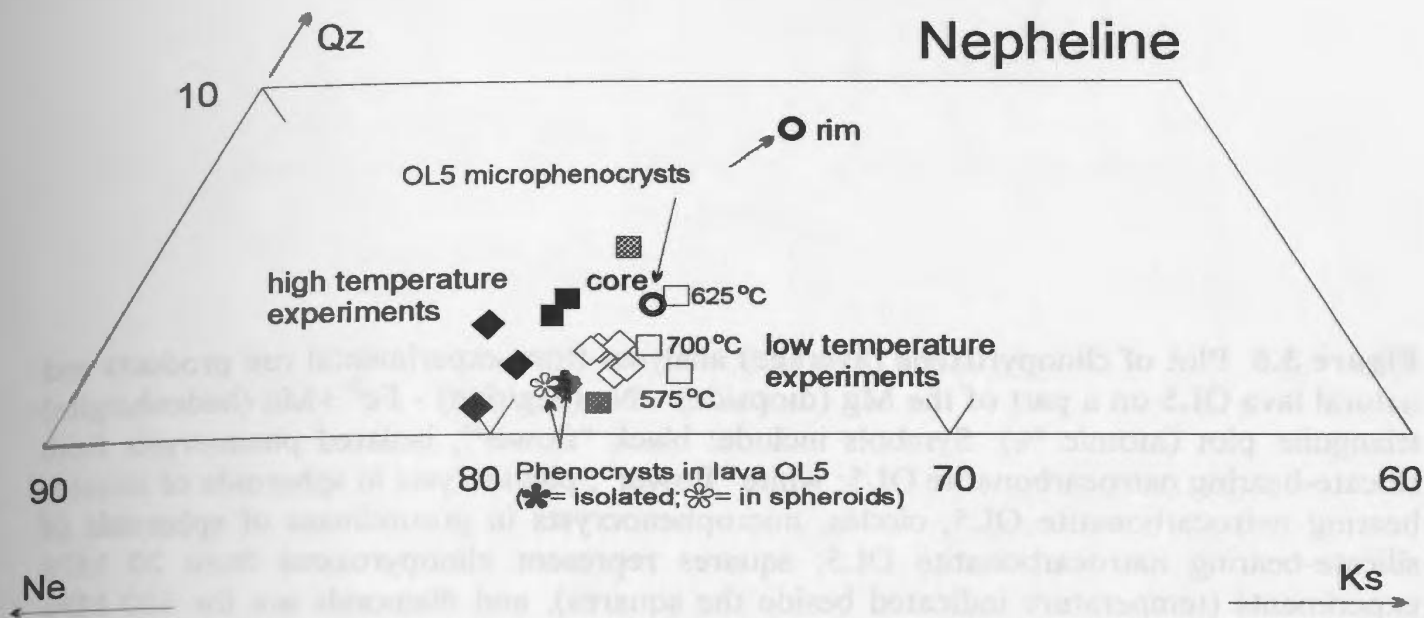 Qz
Nepheline
10
rim
OL5 microphenocrysts
high temperature
experiments
core
625°C
700°C
low temperature
experiments
575°C
90
80
70
60
Phenocrysts in lava OL5
(= isolated; = in spheroids)
Ne
Ks